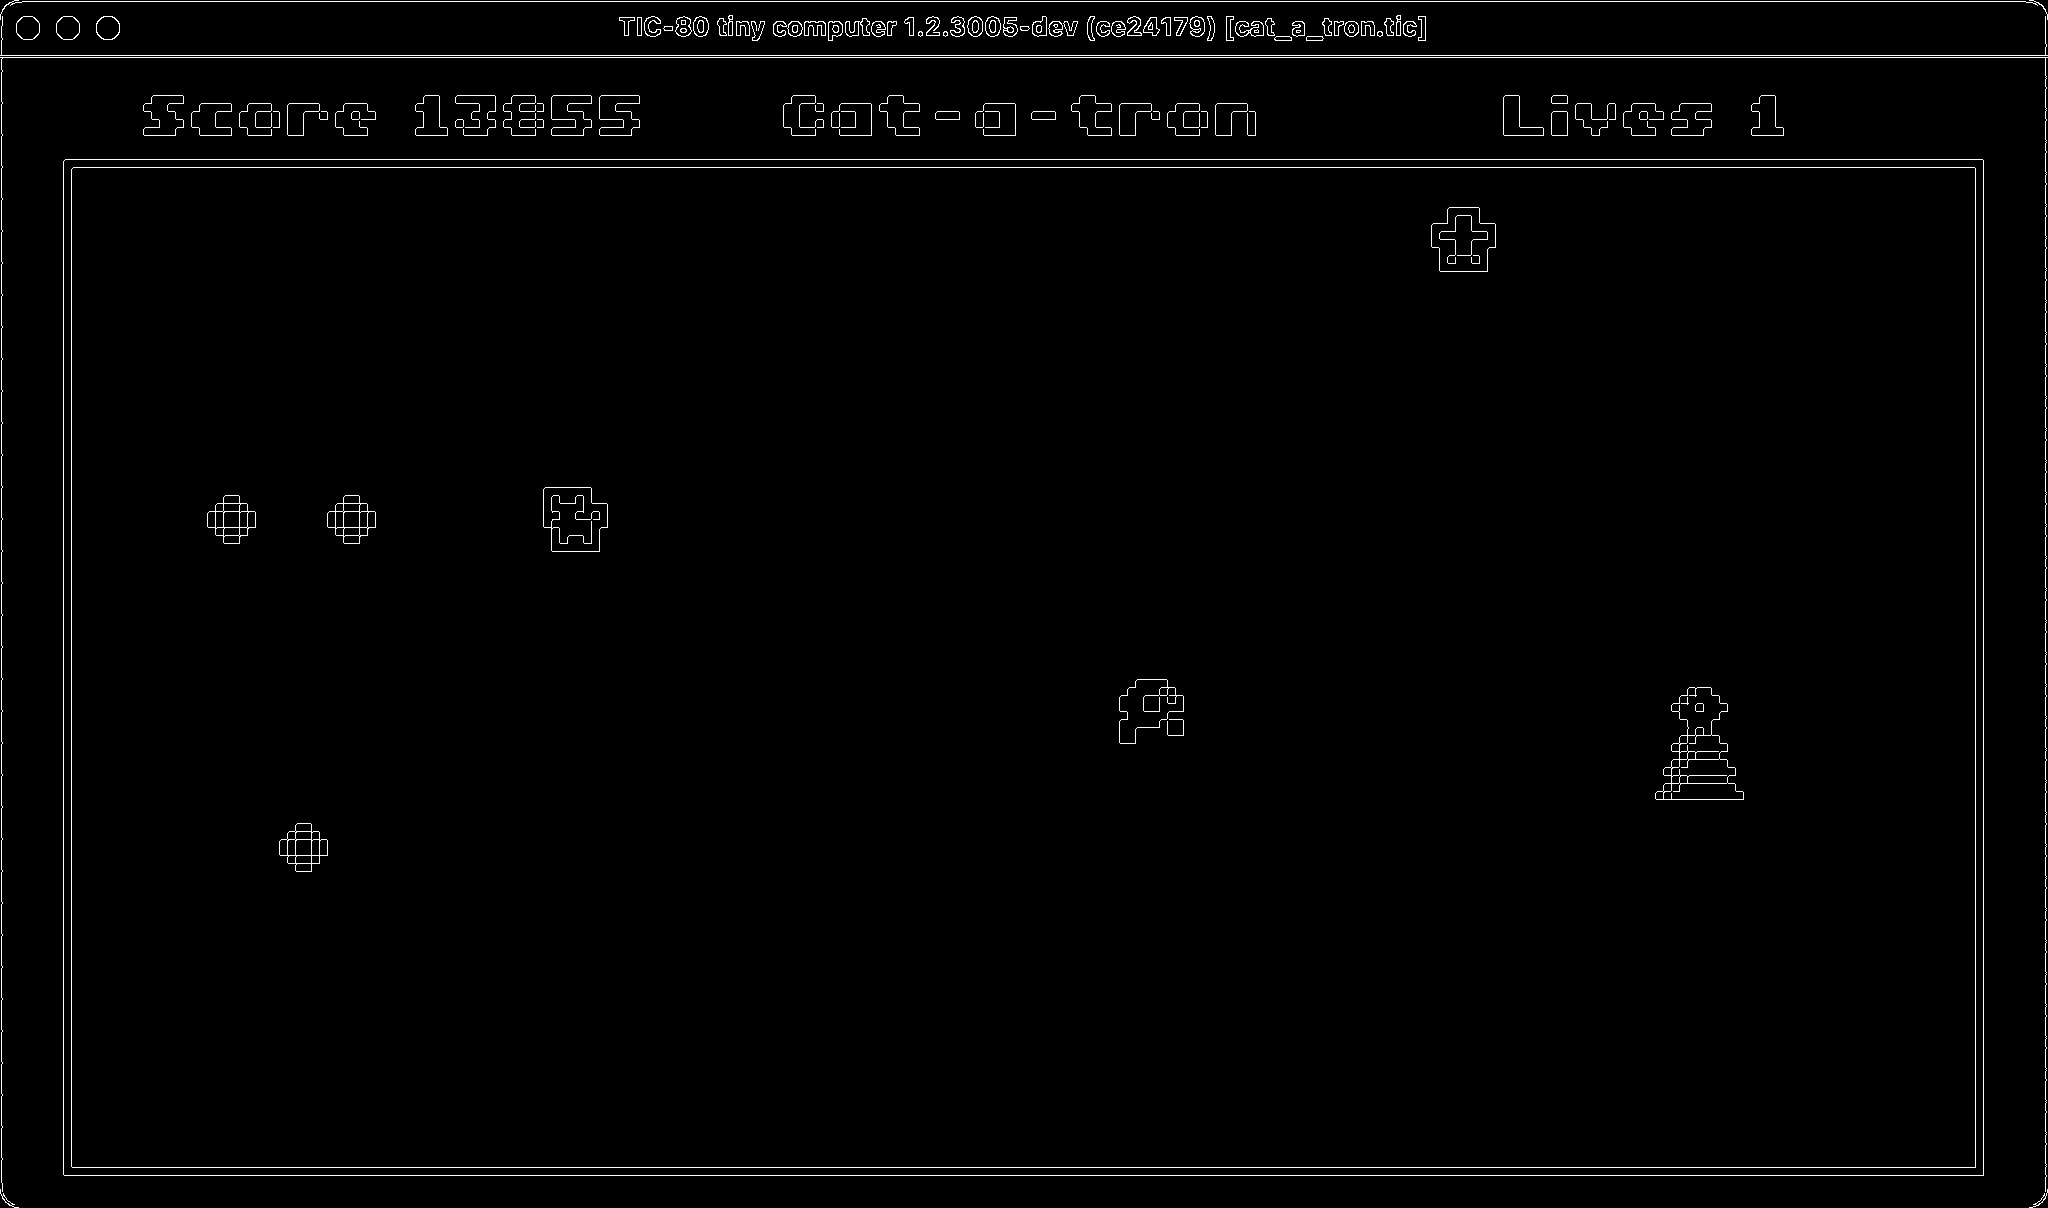 TIC-80 tiny computer 1.2.3005-dev (ce24179) [cat_a_tron.tic]
Score 13855 Cat-a-tron Lives 1